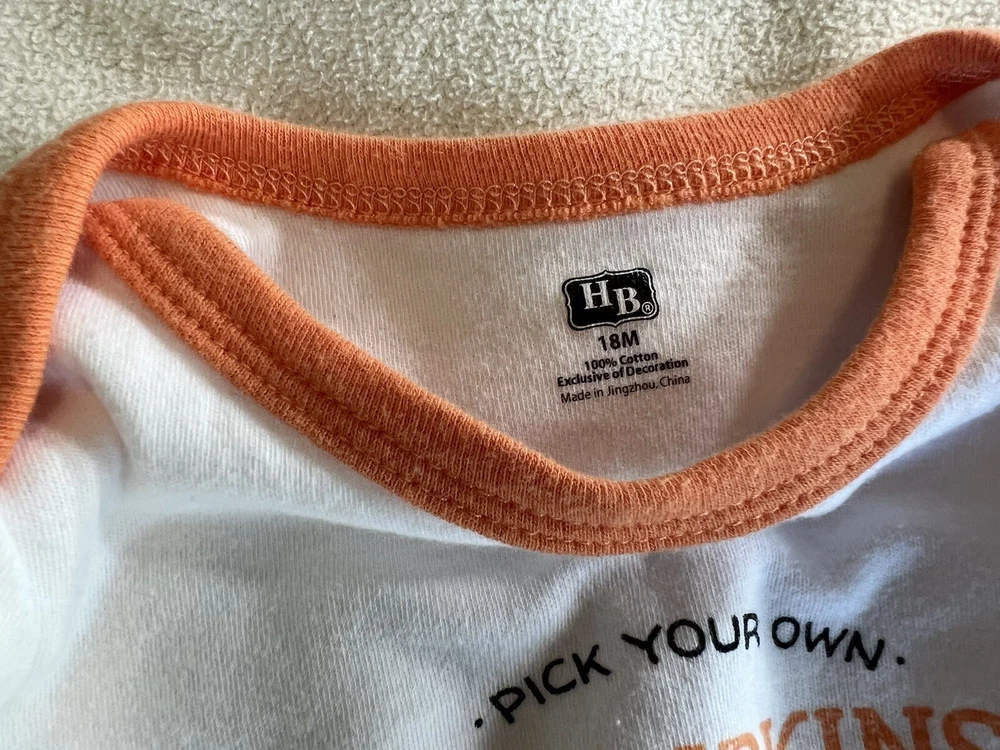 HB®
18M
100% Cotton
Exclusive of Decoration
Made in Jingzhou, China
· PICK YOUR OWN ·